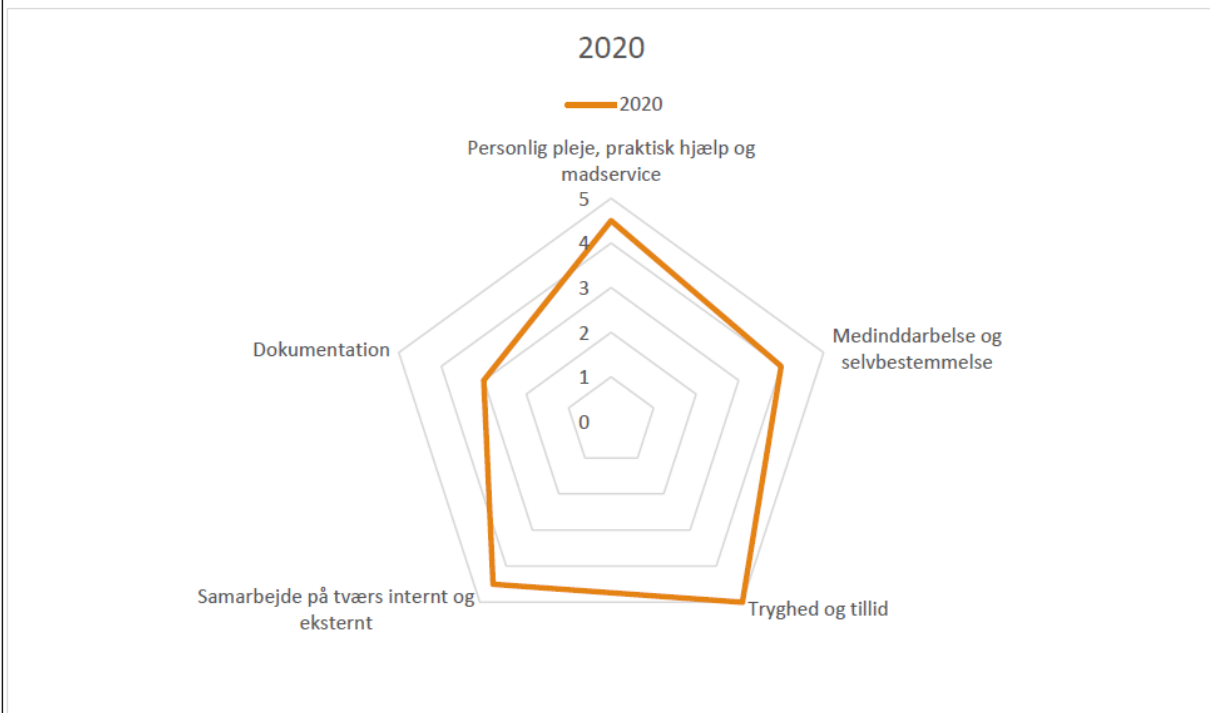 2020
2020
Personlig pleje, praktisk hjælp og
madservice
5
4
3
2
1
0
Medinddarbelse og
selvbestemmelse
Dokumentation
Samarbejde på tværs internt og
eksternt
Tryghed og tillid